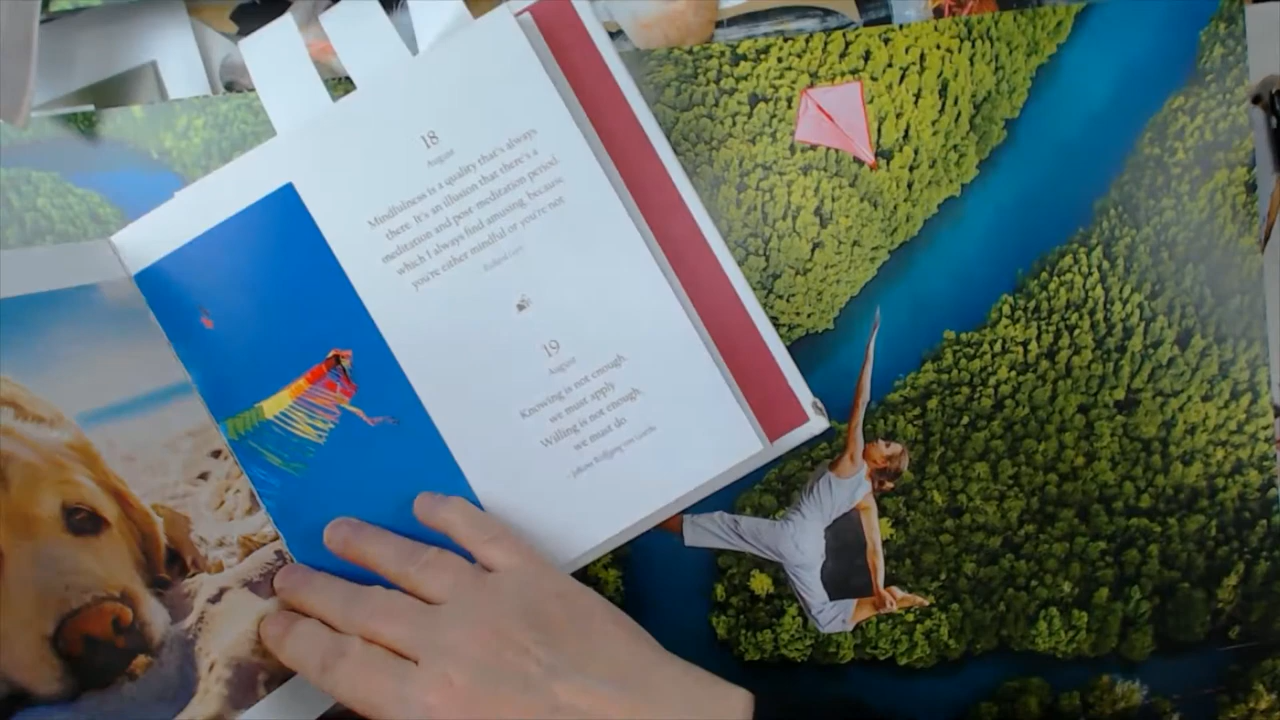 18
August
Mindfulness is a quality that's always
there. It's an illusion that there's a
meditation and post-meditation period,
which I always find amusing, because
you're either mindful or you're not
19
August
Knowing is not enough,
we must apply
Willing is not enough,
we must do
- Johann Wolfgang von Goethe